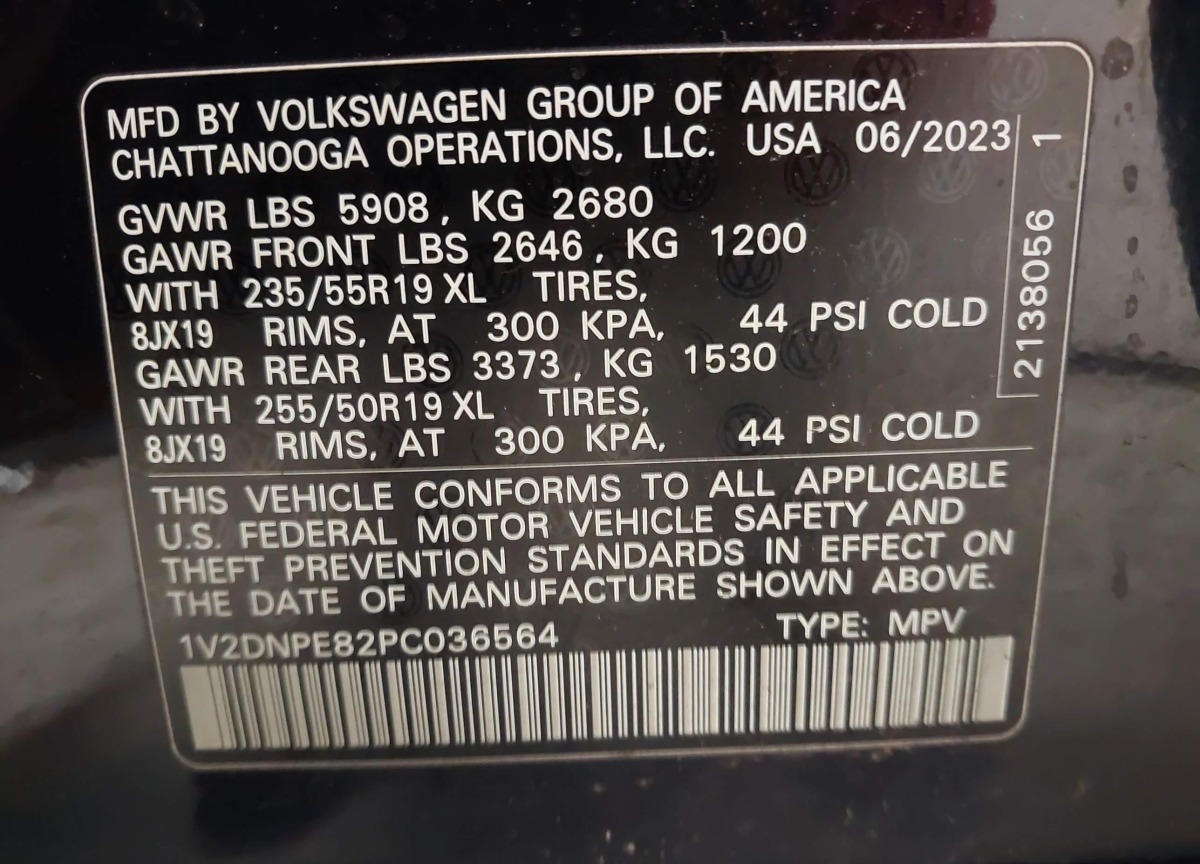 MFD BY VOLKSWAGEN GROUP OF AMERICA
CHATTANOOGA OPERATIONS, LLC. USA 06/2023
GVWR LBS 5908, KG 2680
GAWR FRONT LBS 2646, KG 1200
WITH 235/55R19 XL TIRES,
8JX19 RIMS, AT 300 KPA, 44 PSI COLD
GAWR REAR LBS 3373, KG 1530
WITH 255/50R19 XL TIRES,
8JX19 RIMS, AT 300 KPA, 44 PSI COLD
2138056 1
THIS VEHICLE CONFORMS TO ALL APPLICABLE
U.S. FEDERAL MOTOR VEHICLE SAFETY AND
THEFT PREVENTION STANDARDS IN EFFECT ON
THE DATE OF MANUFACTURE SHOWN ABOVE.
1V2DNPE82PC036564 TYPE: MPV